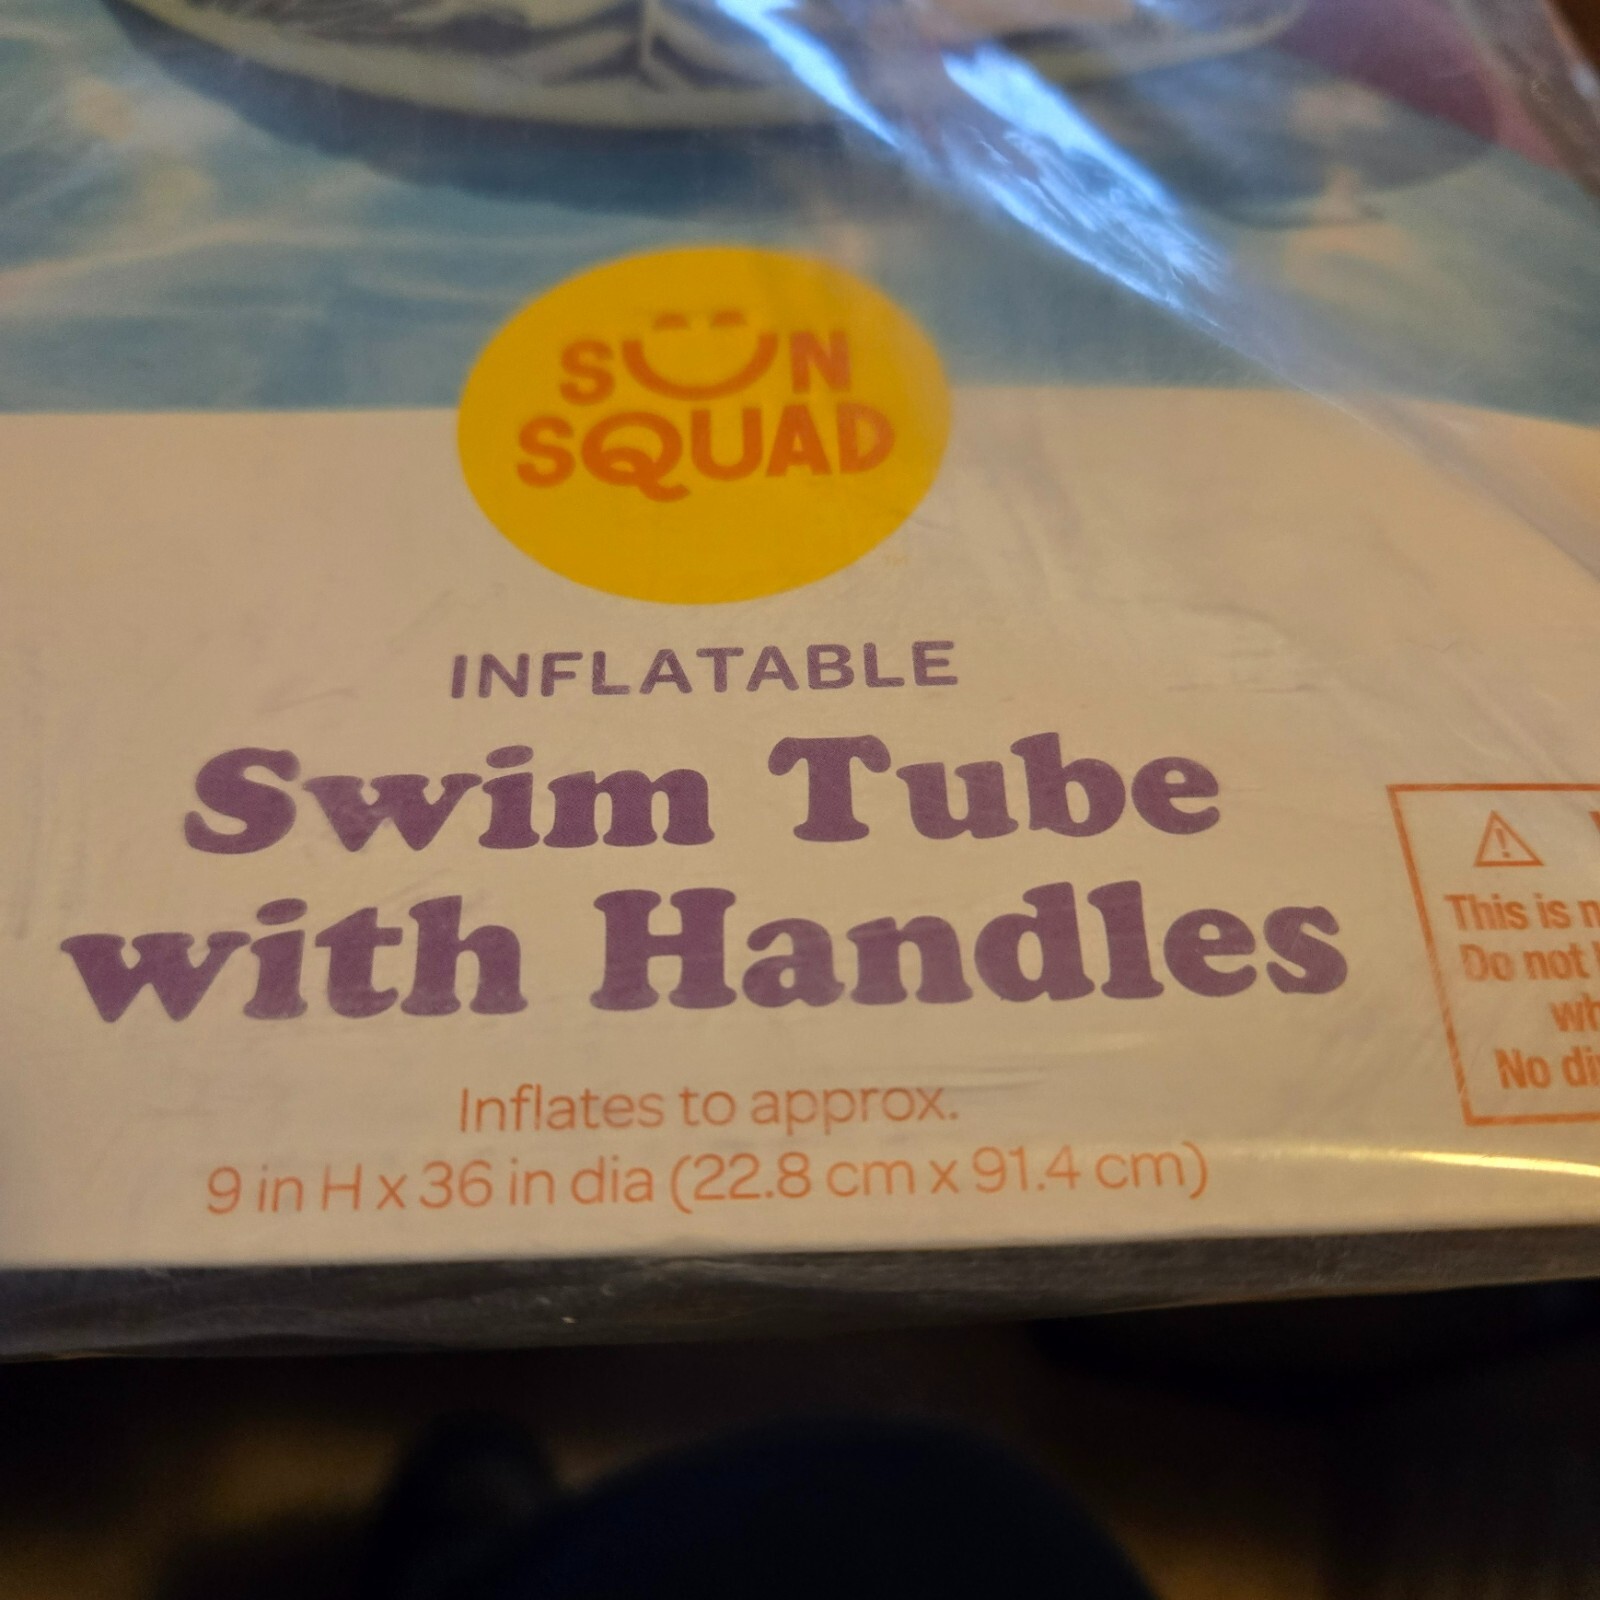 SUN
SQUAD
INFLATABLE
Swim Tube
with Handles
Inflates to approx.
9 in H x 36 in dia (22.8 cm x 91.4 cm)
This is
Do not
No